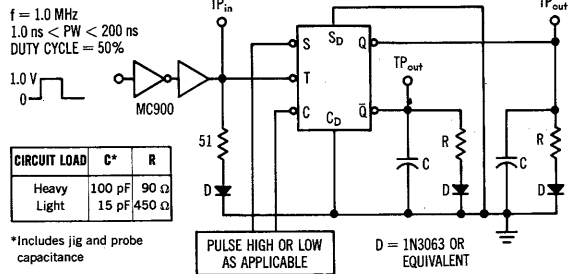 f = 1.0 MHz
1.0 ns < PW < 200 ns
DUTY CYCLE = 50%
1.0 V
0
MC900
TPin
51
D
S
T
C
SD
CD
Q
Q̅
TPout
C
R
D
TPout
C
R
D
CIRCUIT LOAD C* R
Heavy 100 pF 90 Ω
Light 15 pF 450 Ω
*Includes jig and probe
capacitance
PULSE HIGH OR LOW
AS APPLICABLE
D = 1N3063 OR
EQUIVALENT